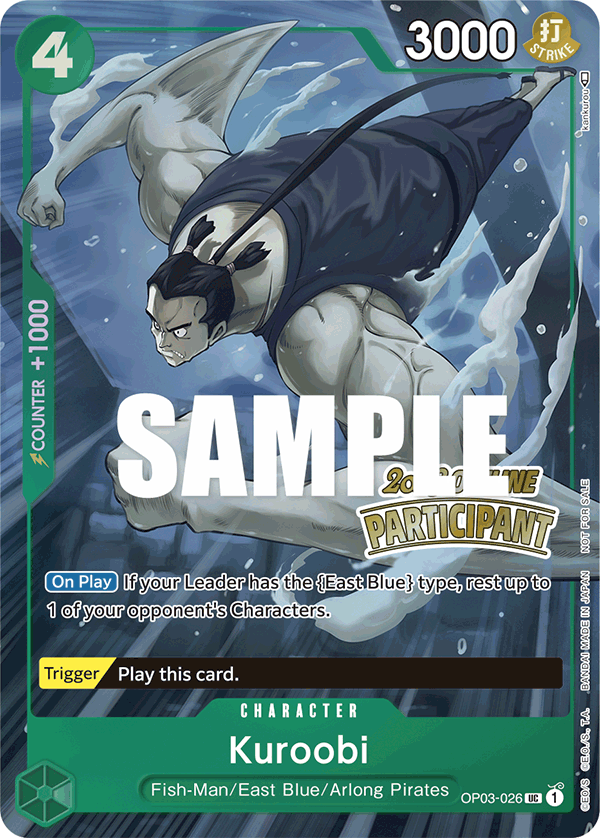 4
3000
打
STRIKE
kankurou
COUNTER +1000
SAMPLE
PARTICIPANT
On Play If your Leader has the {East Blue} type, rest up to
1 of your opponent's Characters.
Trigger Play this card.
CHARACTER
Kuroobi
Fish-Man/East Blue/Arlong Pirates
OP03-026 UC 1
©E.O./S., T.A. BANDAI MADE IN JAPAN NOT FOR SALE